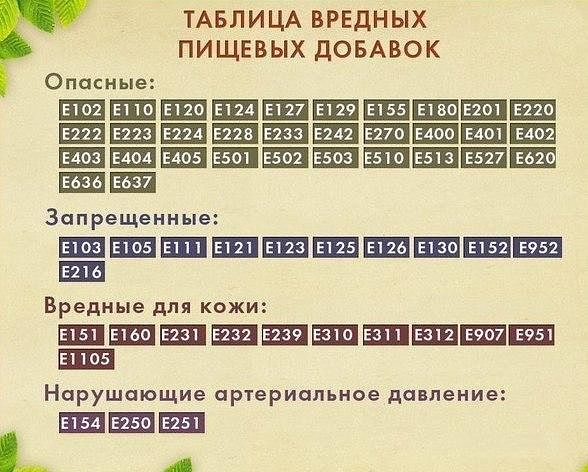 ТАБЛИЦА ВРЕДНЫХ
ПИЩЕВЫХ ДОБАВОК
Опасные:
E102 E110 E120 E124 E127 E129 E155 E180 E201 E220
E222 E223 E224 E228 E233 E242 E270 E400 E401 E402
E403 E404 E405 E501 E502 E503 E510 E513 E527 E620
E636 E637
Запрещенные:
E103 E105 E111 E121 E123 E125 E126 E130 E152 E952
E216
Вредные для кожи:
E151 E160 E231 E232 E239 E310 E311 E312 E907 E951
E1105
Нарушающие артериальное давление:
E154 E250 E251